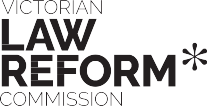 VICTORIAN
LAW
REFORM*
COMMISSION